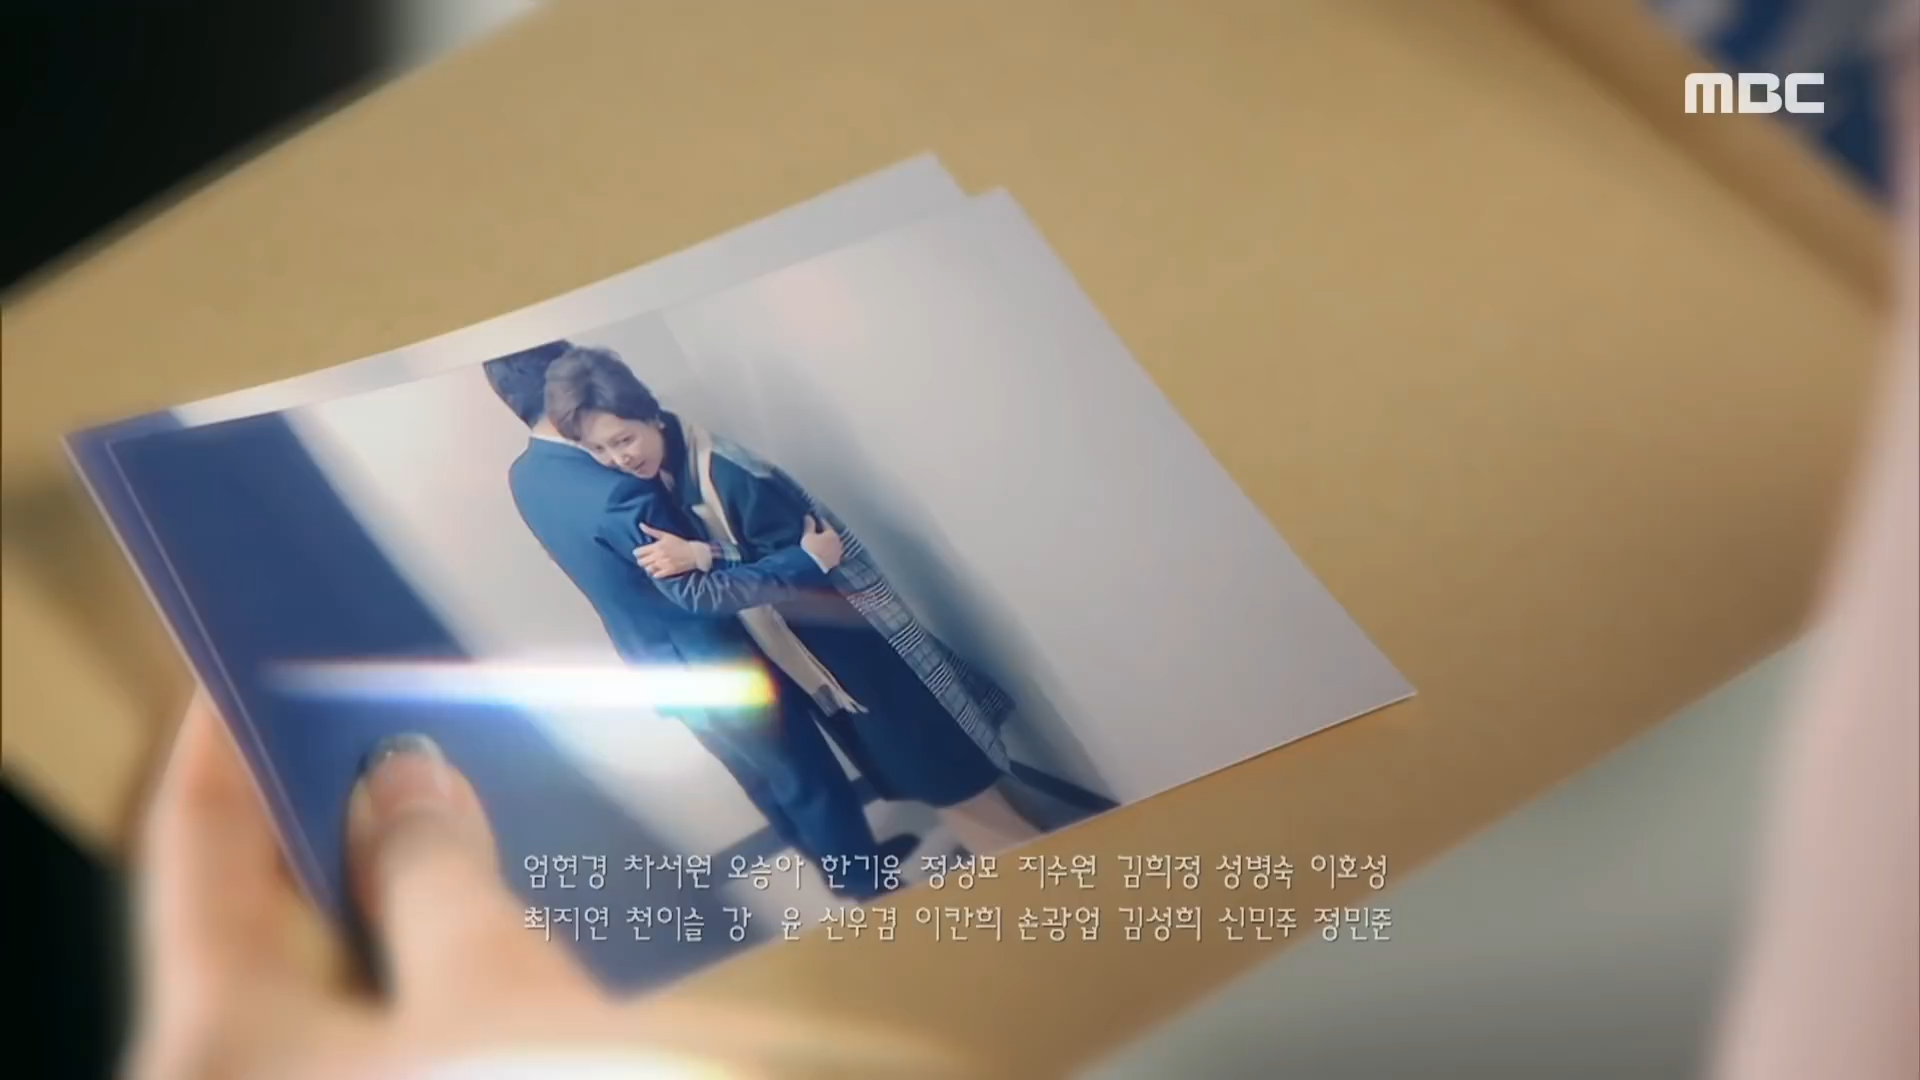 MBC
엄현경 차서원 오승아 한기웅 정성모 지수원 김희정 성병숙 이호성
최지연 천이슬 강 윤 신우겸 이칸희 손광업 김성희 신민주 정민준